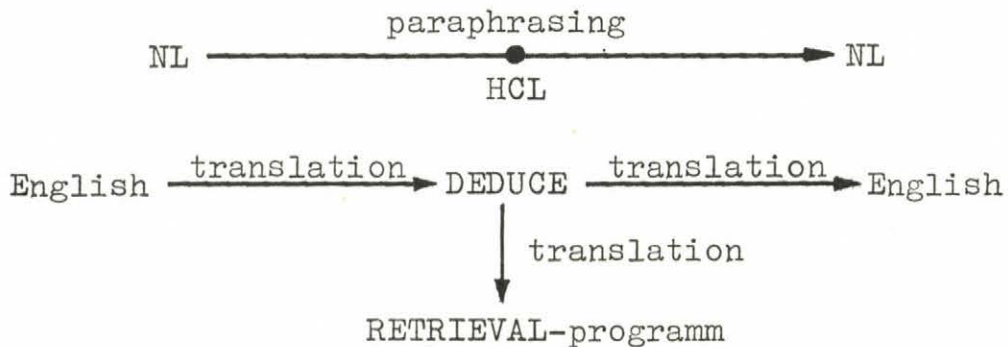 paraphrasing
NL NL
HCL
translation translation
English DEDUCE English
translation
RETRIEVAL-programm